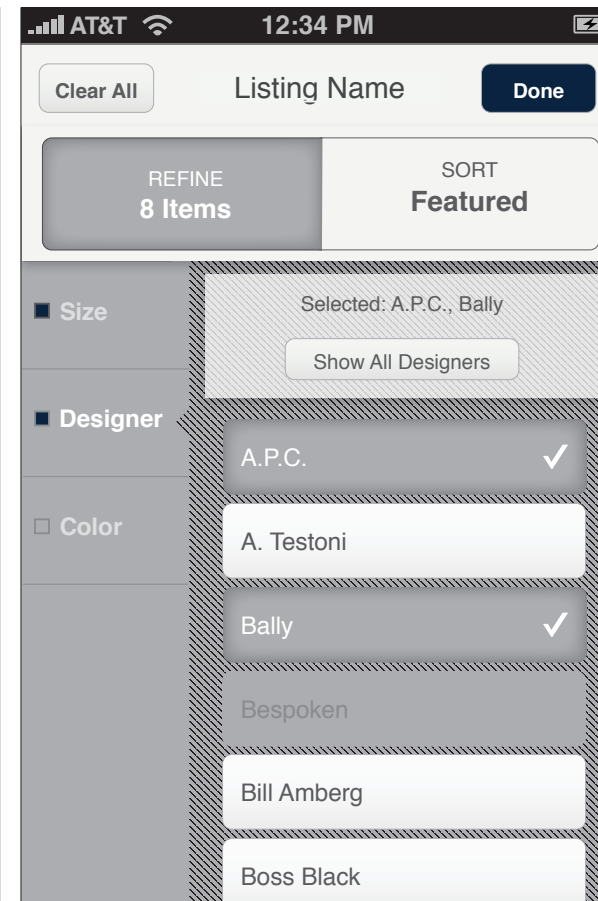 AT&T 12:34 PM
Clear All Listing Name Done
REFINE
8 Items
SORT
Featured
Size
Designer
Color
Selected: A.P.C., Bally
Show All Designers
A.P.C.
A. Testoni
Bally
Bespoken
Bill Amberg
Boss Black